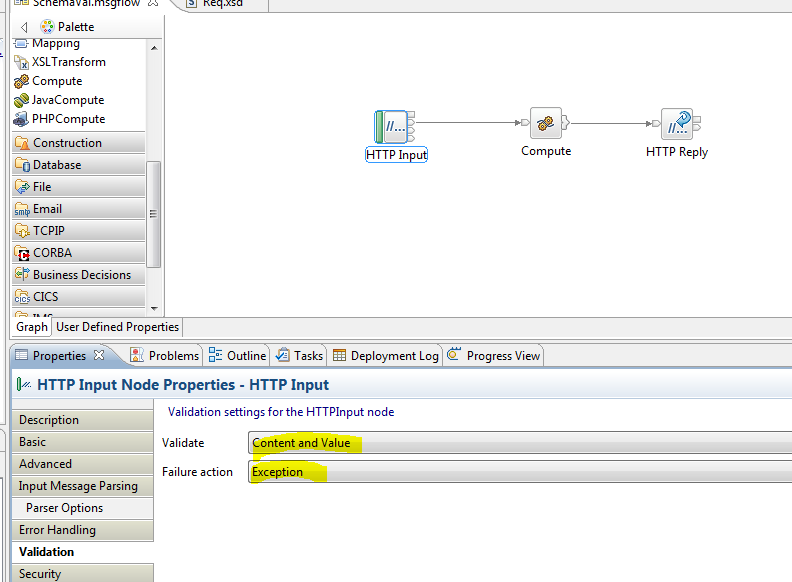 SchemaVal.msgflow
Req.xsd
Palette
Mapping
XSLTransform
Compute
JavaCompute
PHPCompute
Construction
Database
File
Email
TCPIP
CORBA
Business Decisions
CICS
IMS
HTTP Input
Compute
HTTP Reply
Graph User Defined Properties
Properties Problems Outline Tasks Deployment Log Progress View
HTTP Input Node Properties - HTTP Input
Description
Basic
Advanced
Input Message Parsing
Parser Options
Error Handling
Validation
Security
Validation settings for the HTTPInput node
Validate Content and Value
Failure action Exception